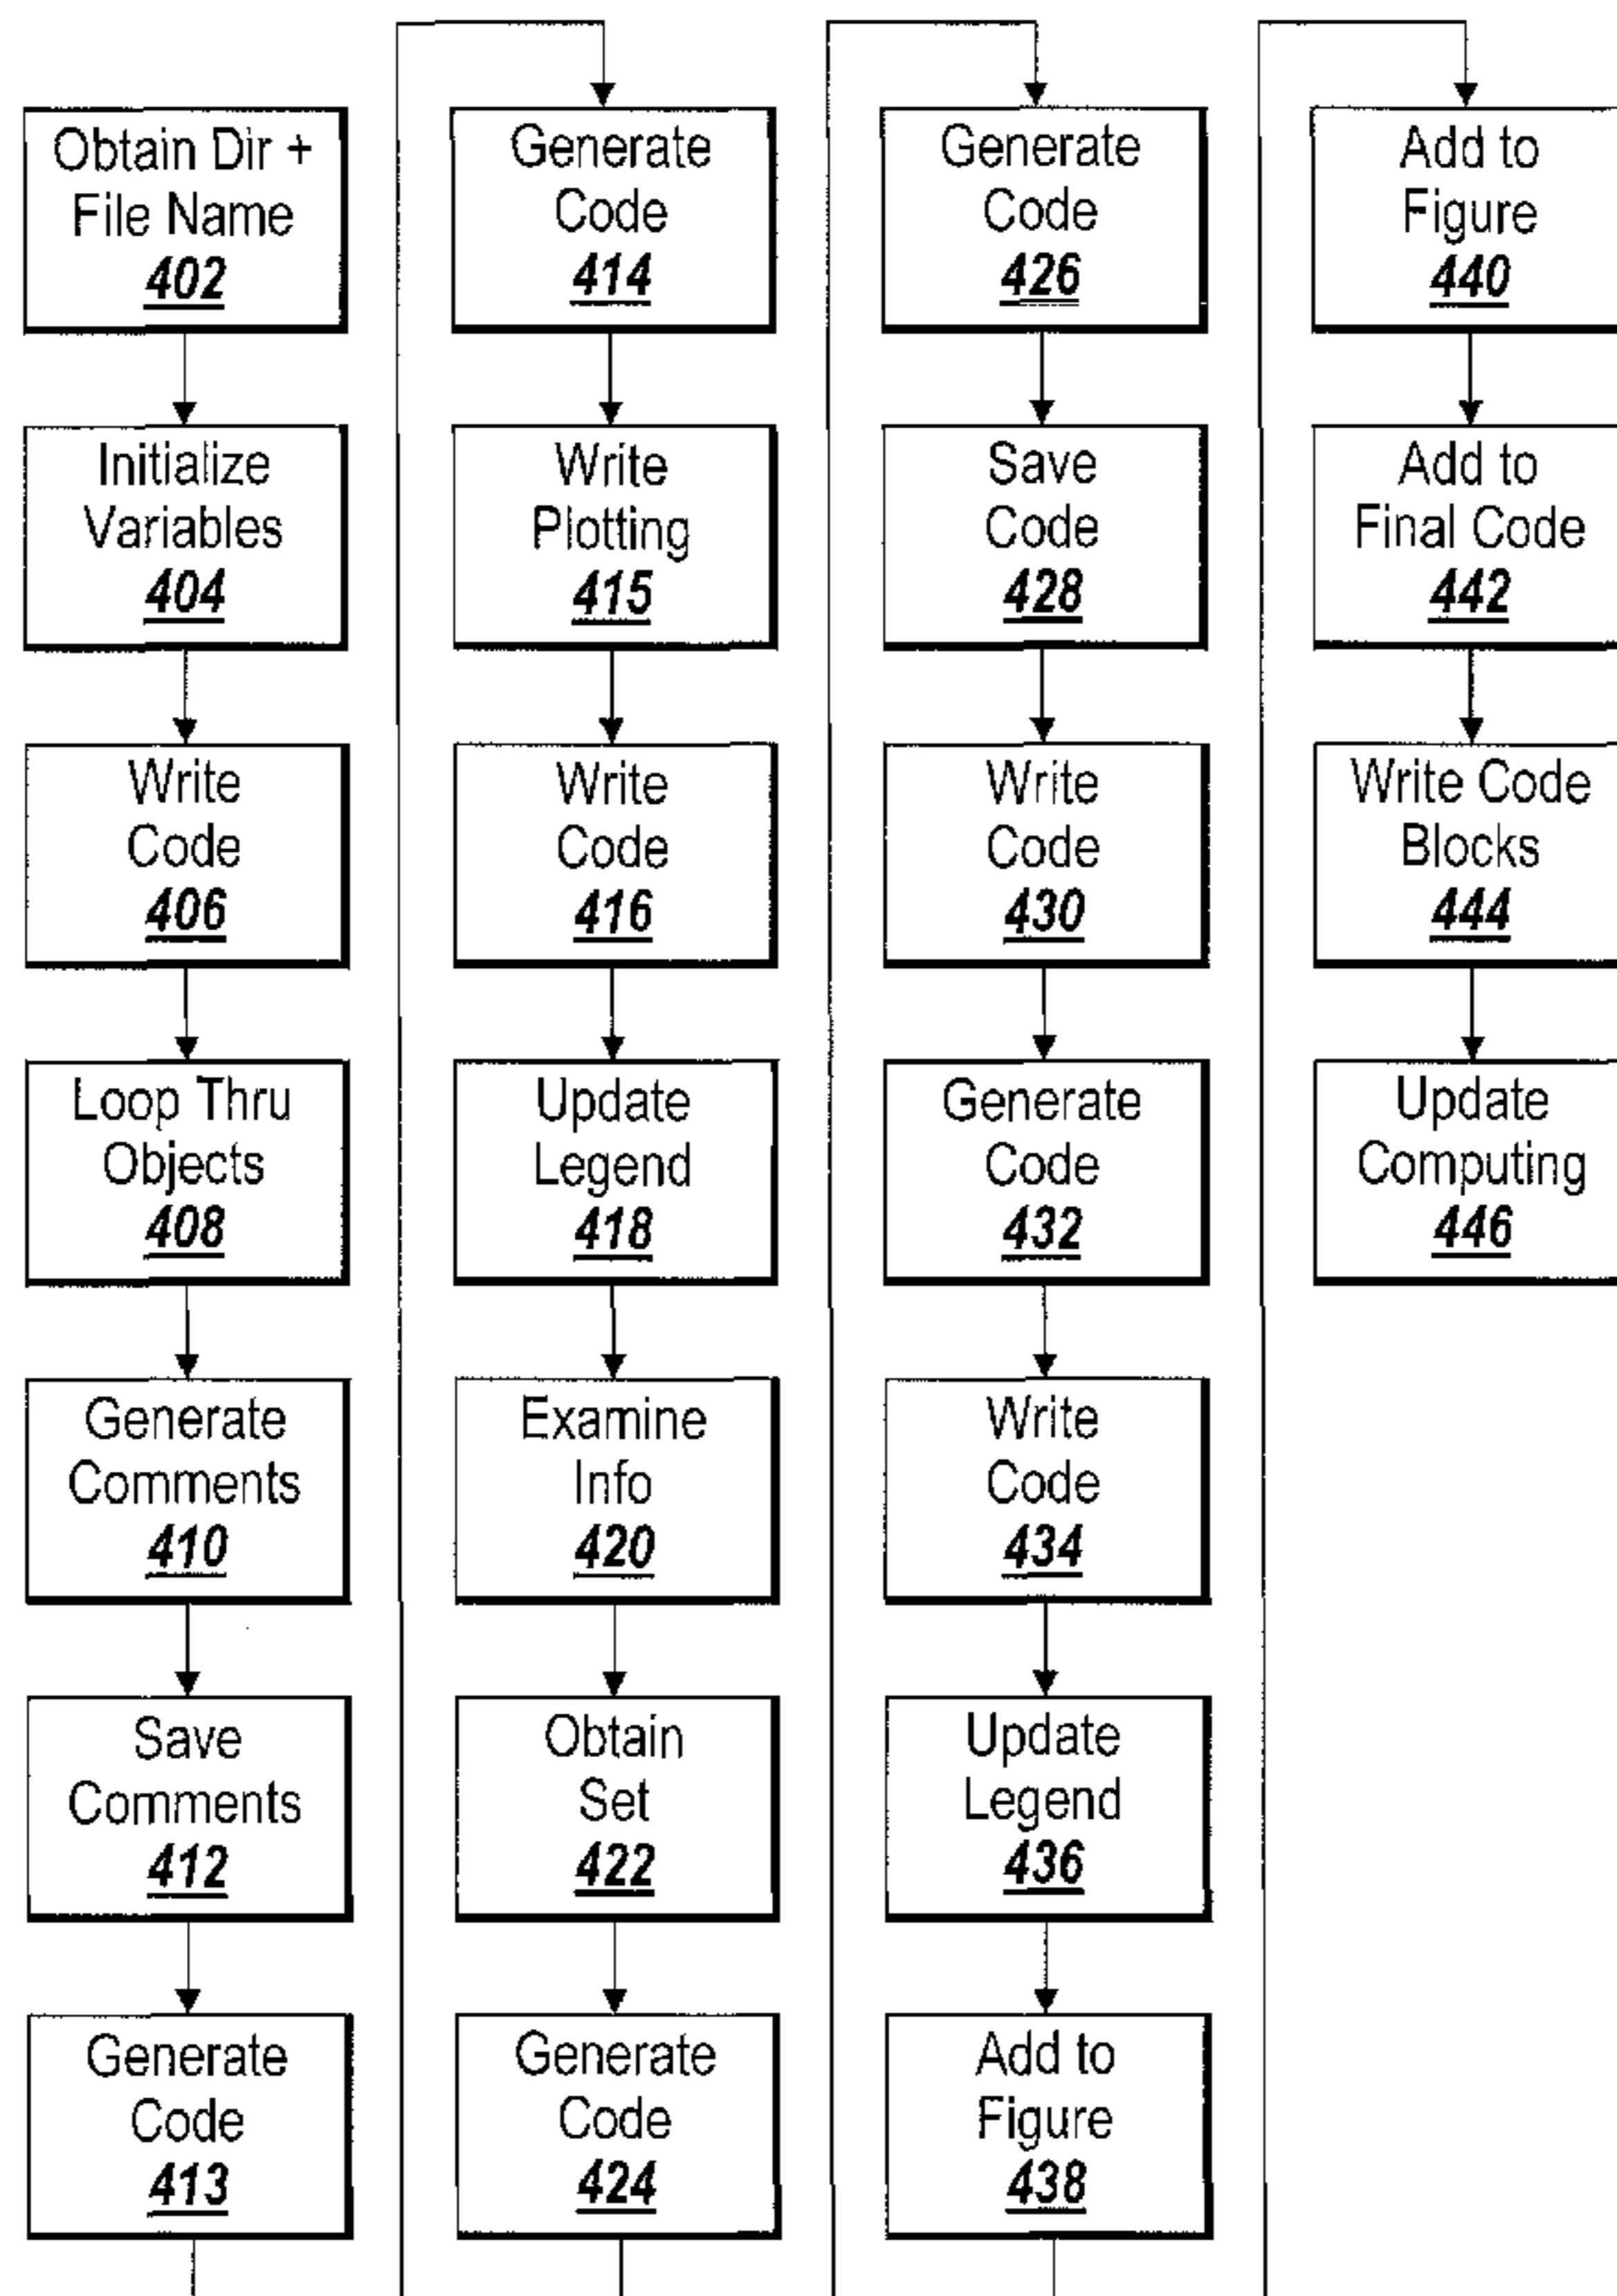 Obtain Dir +
File Name
402
Initialize
Variables
404
Write
Code
406
Loop Thru
Objects
408
Generate
Comments
410
Save
Comments
412
Generate
Code
413
Generate
Code
414
Write
Plotting
415
Write
Code
416
Update
Legend
418
Examine
Info
420
Obtain
Set
422
Generate
Code
424
Generate
Code
426
Save
Code
428
Write
Code
430
Generate
Code
432
Write
Code
434
Update
Legend
436
Add to
Figure
438
Add to
Figure
440
Add to
Final Code
442
Write Code
Blocks
444
Update
Computing
446